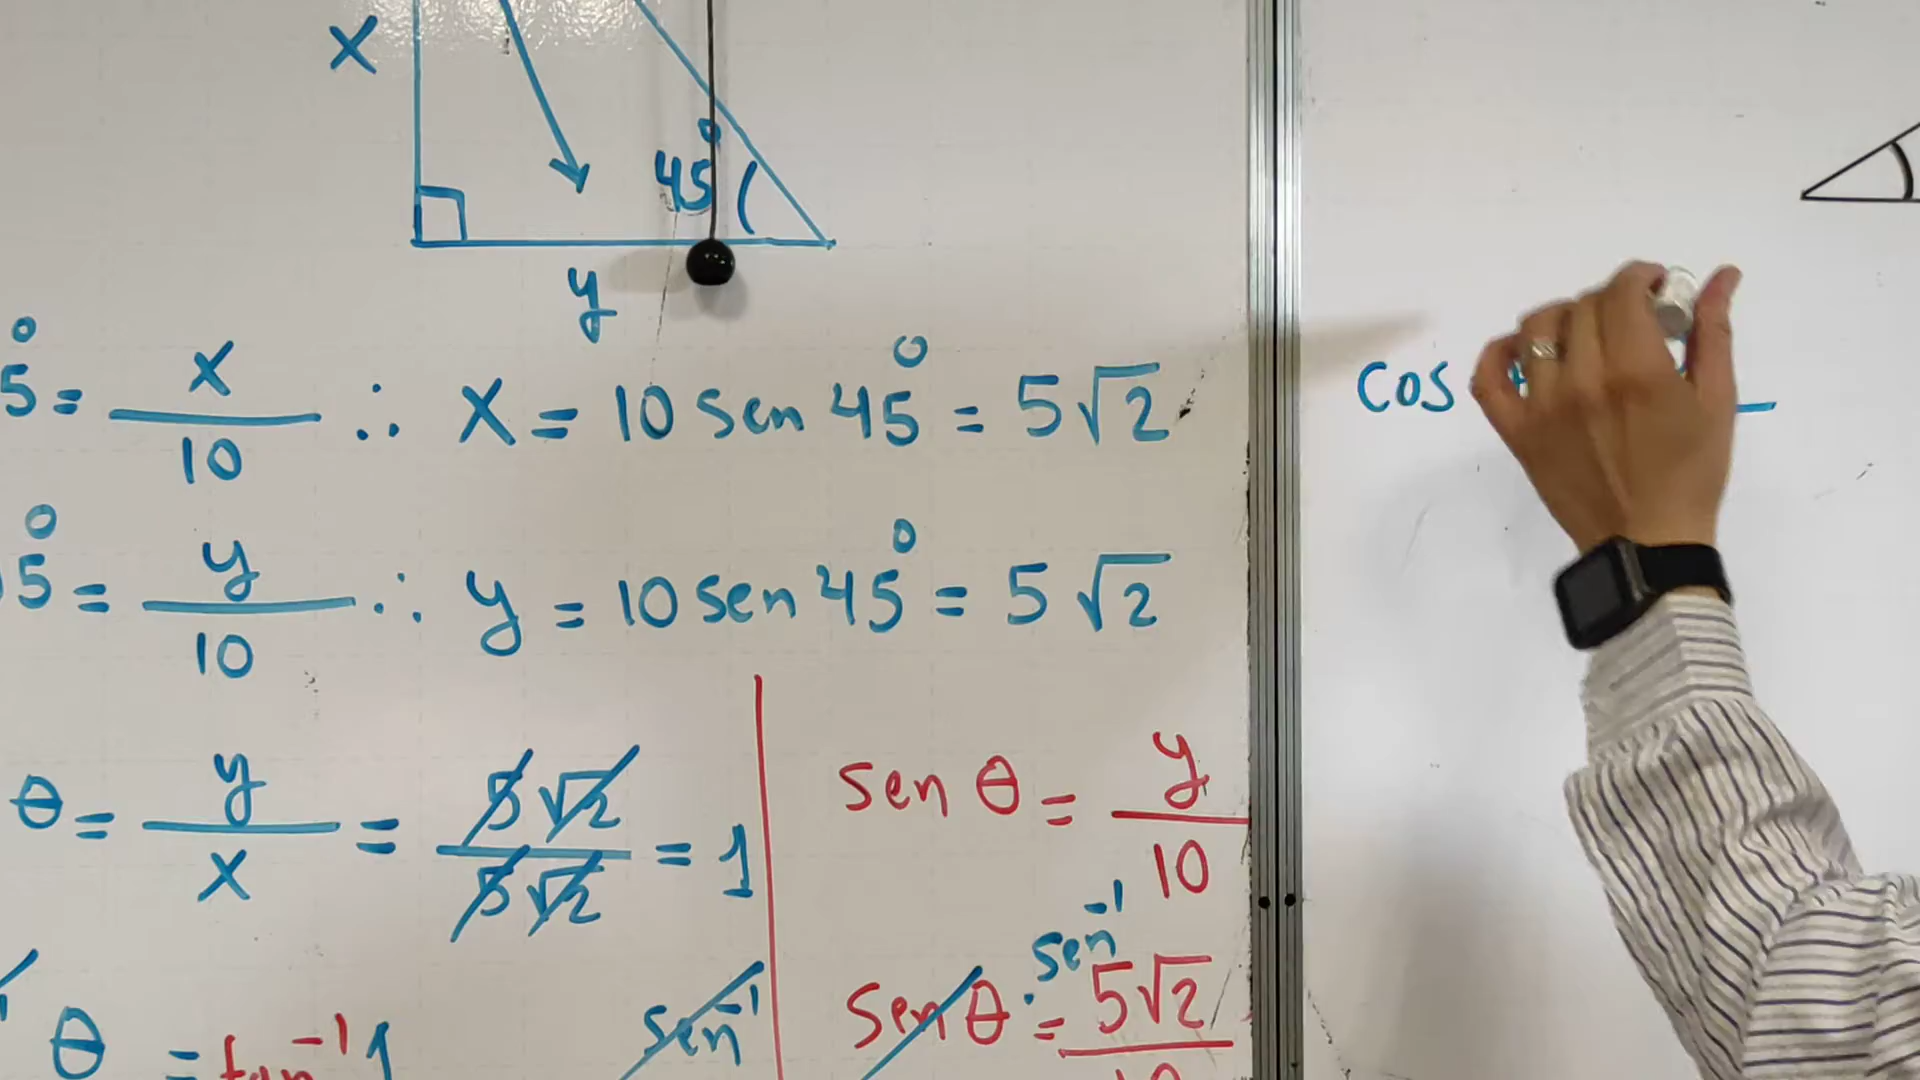 x
45°
y
5° = x/10 ∴ x = 10 sen 45° = 5√2
5° = y/10 ∴ y = 10 sen 45° = 5√2
θ = y/x = 5√2/5√2 = 1
θ = tan⁻¹ 1
sen θ = y/10
sen⁻¹ sen θ = sen⁻¹ 5√2/10
cos